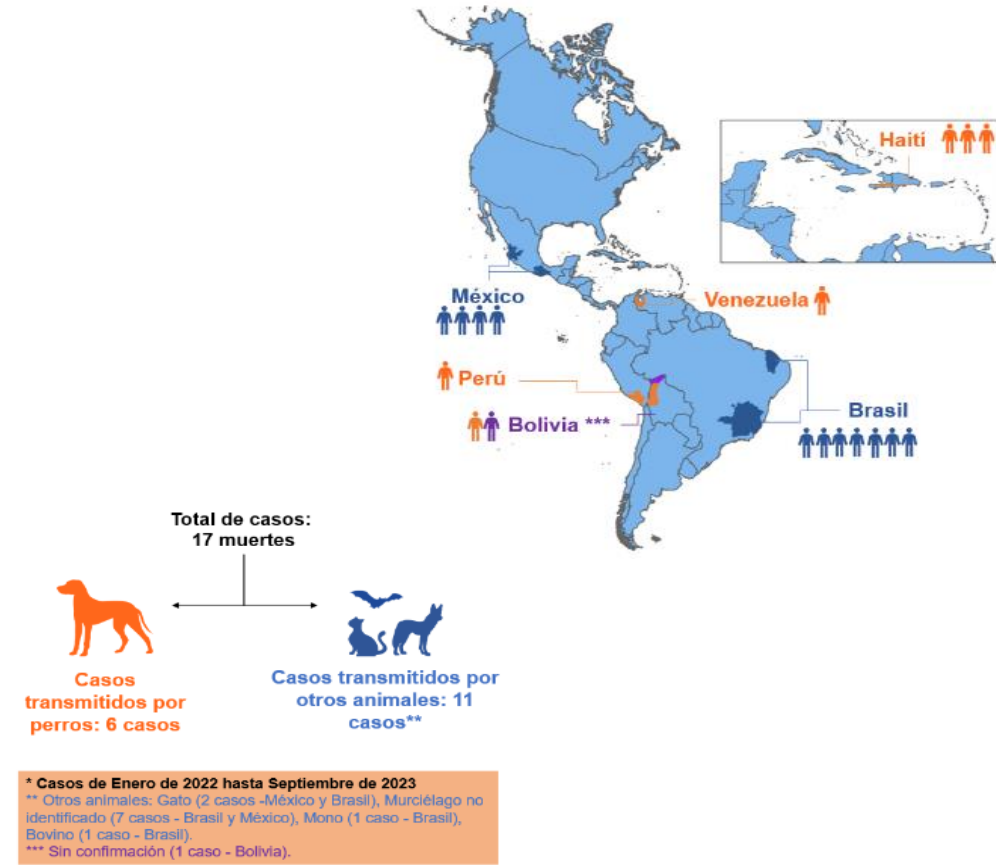 Haiti
México
Venezuela
Perú
Bolivia ***
Brasil
Total de casos:
17 muertes
Casos
transmitidos por
perros: 6 casos
Casos transmitidos por
otros animales: 11
casos**
* Casos de Enero de 2022 hasta Septiembre de 2023
** Otros animales: Gato (2 casos -México y Brasil), Murciélago no
identificado (7 casos - Brasil y México), Mono (1 caso - Brasil),
Bovino (1 caso - Brasil).
*** Sin confirmación (1 caso - Bolivia).